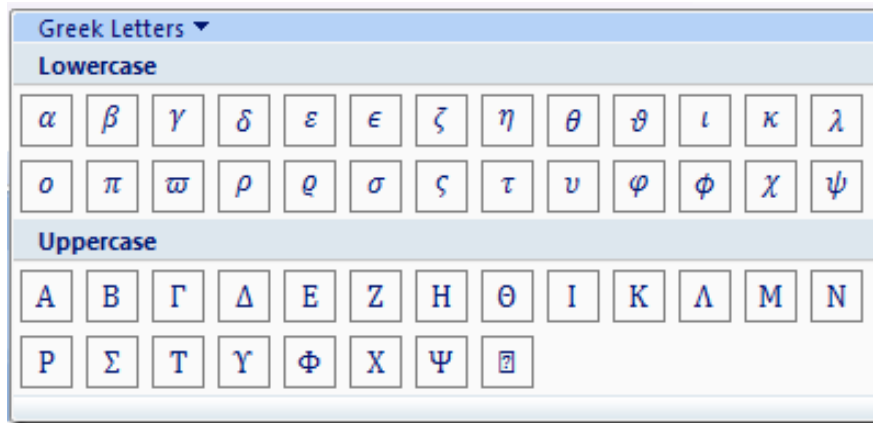 Greek Letters
Lowercase
α β γ δ ε ϵ ζ η θ ϑ ι κ λ
ο π ϖ ρ ϱ σ ς τ υ φ ϕ χ ψ
Uppercase
Α Β Γ Δ Ε Ζ Η Θ Ι Κ Λ Μ Ν
Ρ Σ Τ ϒ Φ Χ Ψ